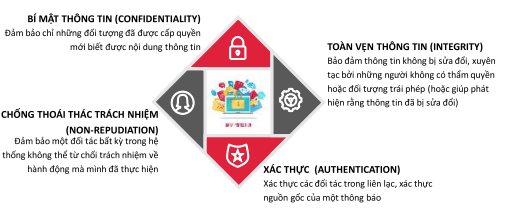 BÍ MẬT THÔNG TIN (CONFIDENTIALITY)
Đảm bảo chỉ những đối tượng đã được cấp quyền
mới biết được nội dung thông tin
TOÀN VẸN THÔNG TIN (INTEGRITY)
Bảo đảm thông tin không bị sửa đổi, xuyên
tạc bởi những người không có thẩm quyền
hoặc đối tượng trái phép (hoặc giúp phát
hiện rằng thông tin đã bị sửa đổi)
CHỐNG THOÁI THÁC TRÁCH NHIỆM
(NON-REPUDIATION)
Đảm bảo một đối tác bất kỳ trong hệ
thống không thể từ chối trách nhiệm về
hành động mà mình đã thực hiện
XÁC THỰC (AUTHENTICATION)
Xác thực các đối tác trong liên lạc, xác thực
nguồn gốc của một thông báo